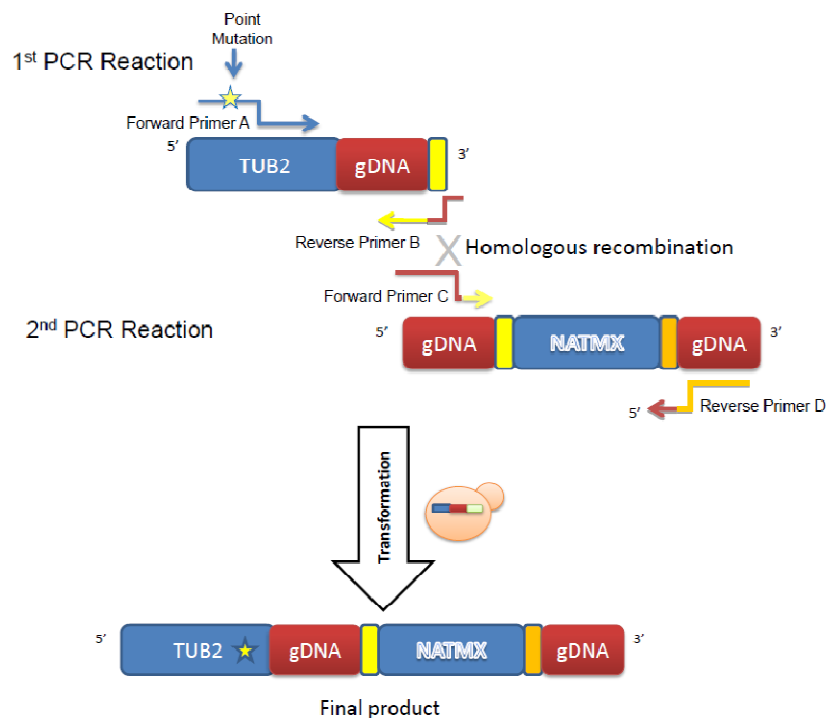 Point
Mutation
1st PCR Reaction
Forward Primer A
5’
3’
TUB2
gDNA
Reverse Primer B
Homologous recombination
Forward Primer C
2nd PCR Reaction
5’
3’
gDNA
NATMX
gDNA
5’
Reverse Primer D
Transformation
5’
3’
TUB2
gDNA
NATMX
gDNA
Final product